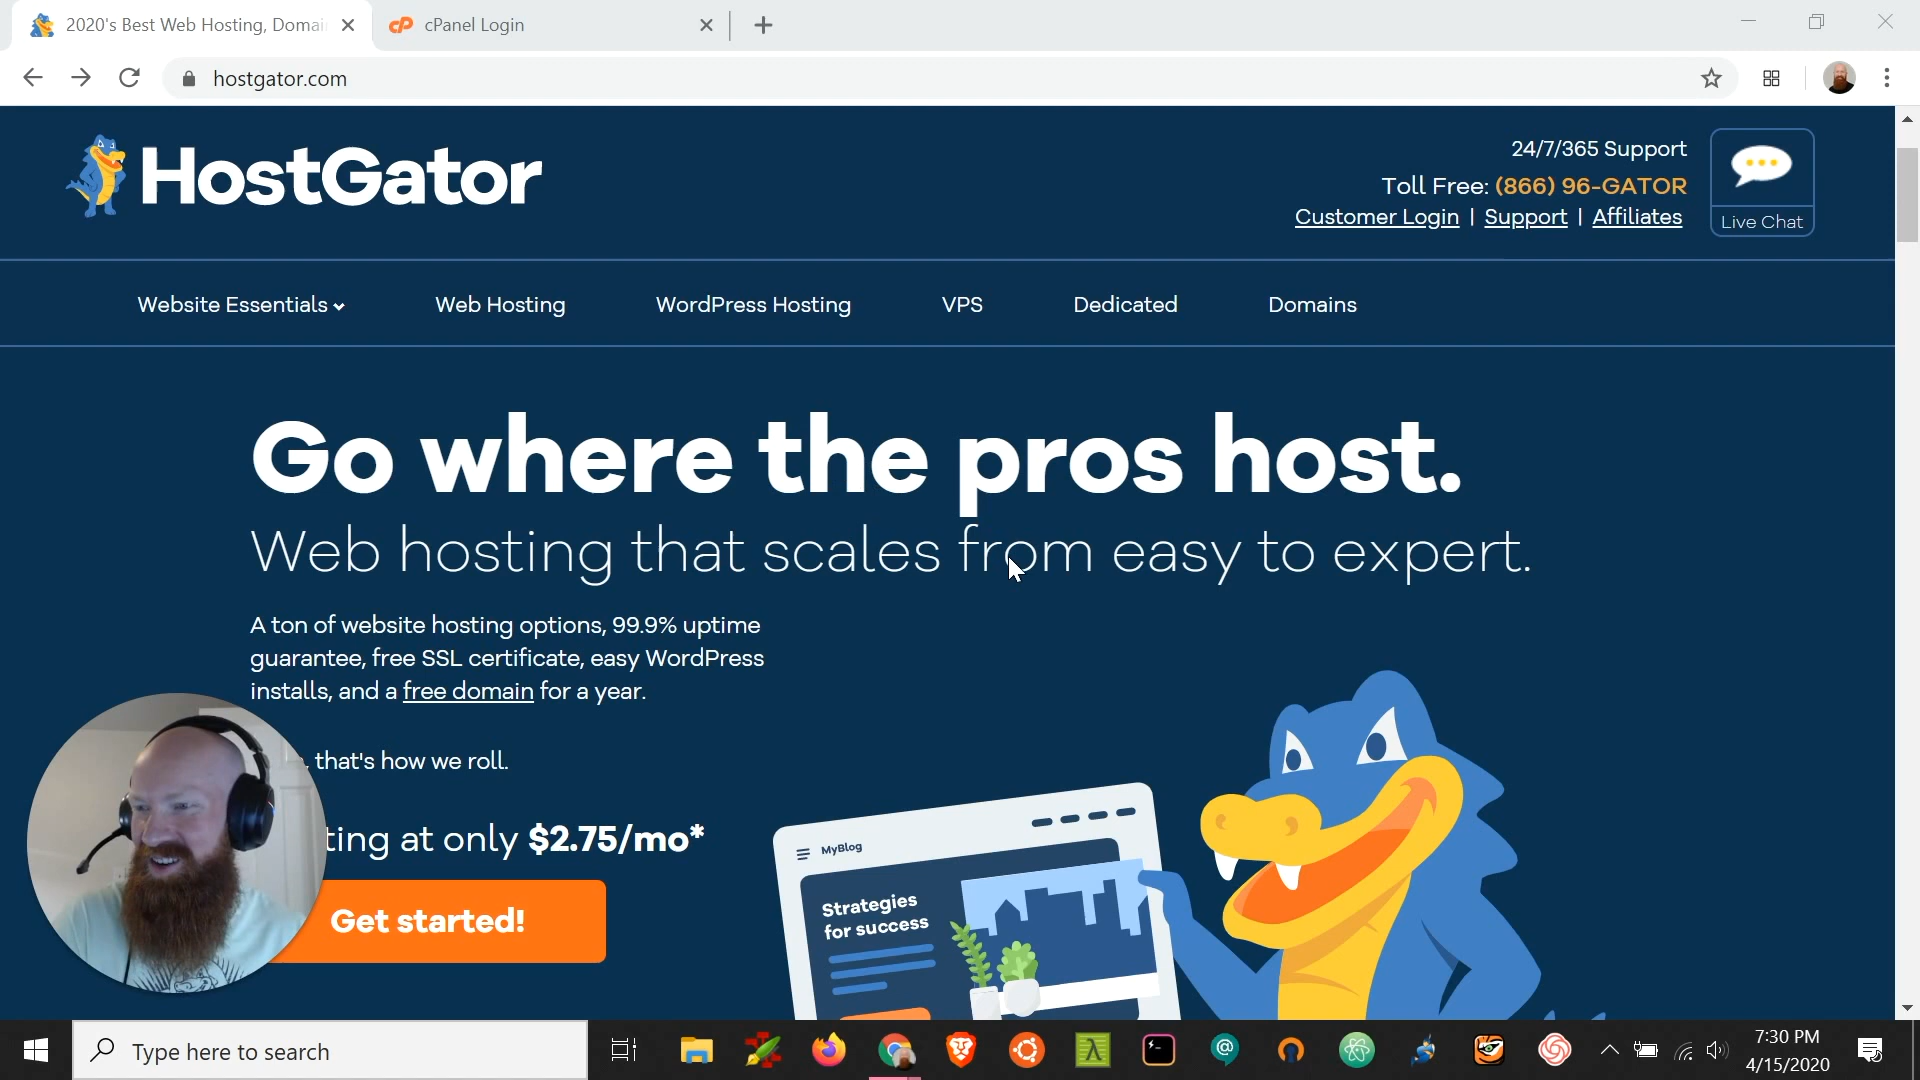 2020's Best Web Hosting, Domai
cPanel Login
hostgator.com
HostGator
24/7/365 Support
Toll Free: (866) 96-GATOR
Customer Login | Support | Affiliates
Live Chat
Website Essentials
Web Hosting
WordPress Hosting
VPS
Dedicated
Domains
Go where the pros host.
Web hosting that scales from easy to expert.
A ton of website hosting options, 99.9% uptime
guarantee, free SSL certificate, easy WordPress
installs, and a free domain for a year.
, that's how we roll.
ting at only $2.75/mo*
Get started!
MyBlog
Strategies
for success
Type here to search
7:30 PM
4/15/2020